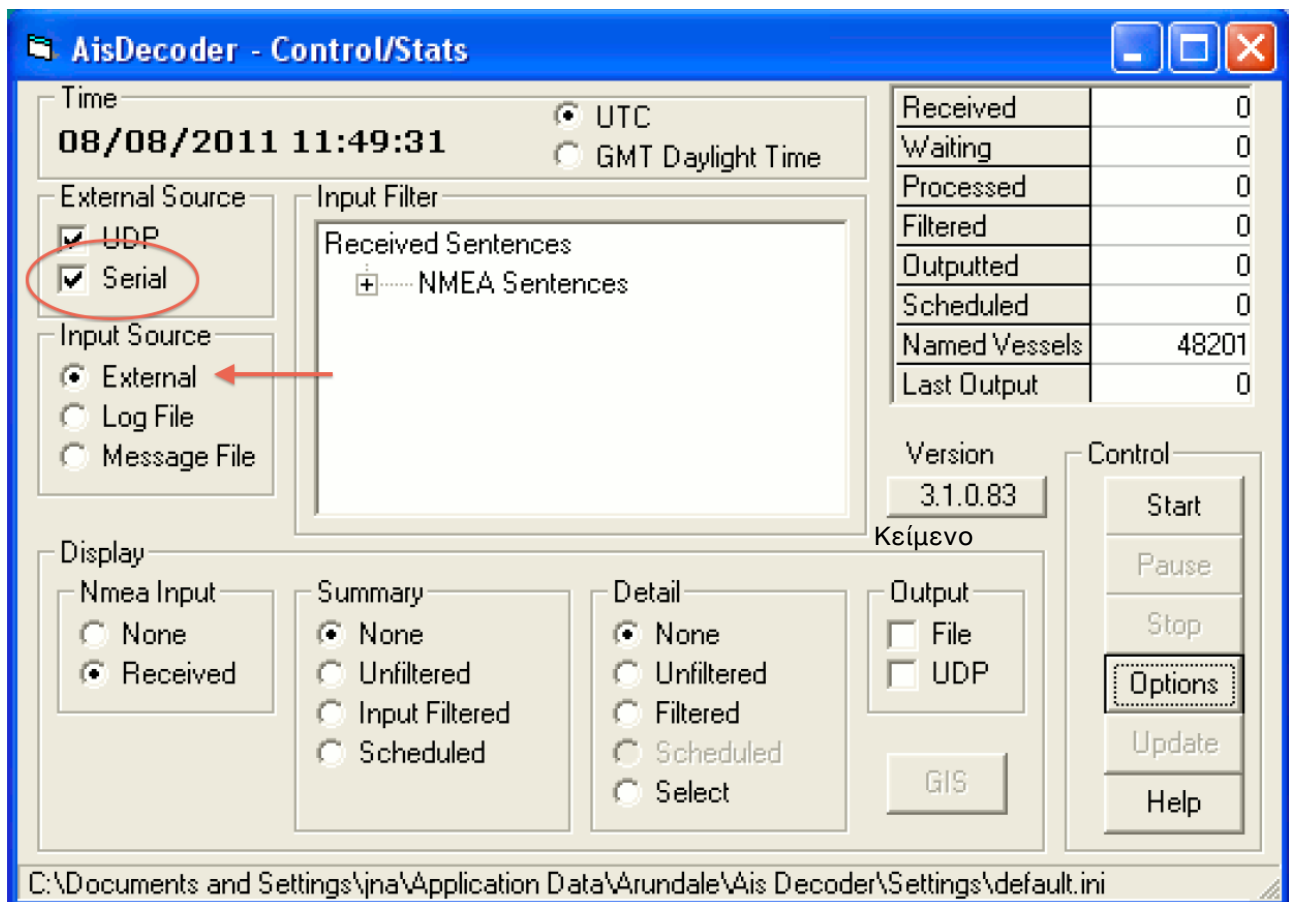 AisDecoder - Control/Stats
Time
08/08/2011 11:49:31
UTC
GMT Daylight Time
External Source
UDP
Serial
Input Source
External
Log File
Message File
Input Filter
Received Sentences
NMEA Sentences
Received 0
Waiting 0
Processed 0
Filtered 0
Outputted 0
Scheduled 0
Named Vessels 48201
Last Output 0
Version
3.1.0.83
Κείμενο
Control
Start
Pause
Stop
Options
Update
Help
Display
Nmea Input
None
Received
Summary
None
Unfiltered
Input Filtered
Scheduled
Detail
None
Unfiltered
Filtered
Scheduled
Select
Output
File
UDP
GIS
C:\Documents and Settings\jna\Application Data\Arundale\Ais Decoder\Settings\default.ini